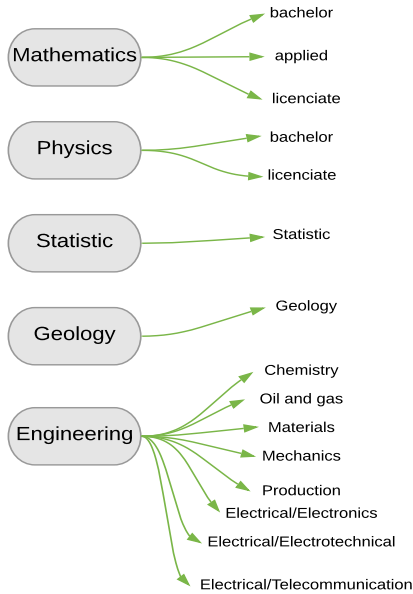 Mathematics
bachelor
applied
licenciate
Physics
bachelor
licenciate
Statistic
Statistic
Geology
Geology
Engineering
Chemistry
Oil and gas
Materials
Mechanics
Production
Electrical/Electronics
Electrical/Electrotechnical
Electrical/Telecommunication